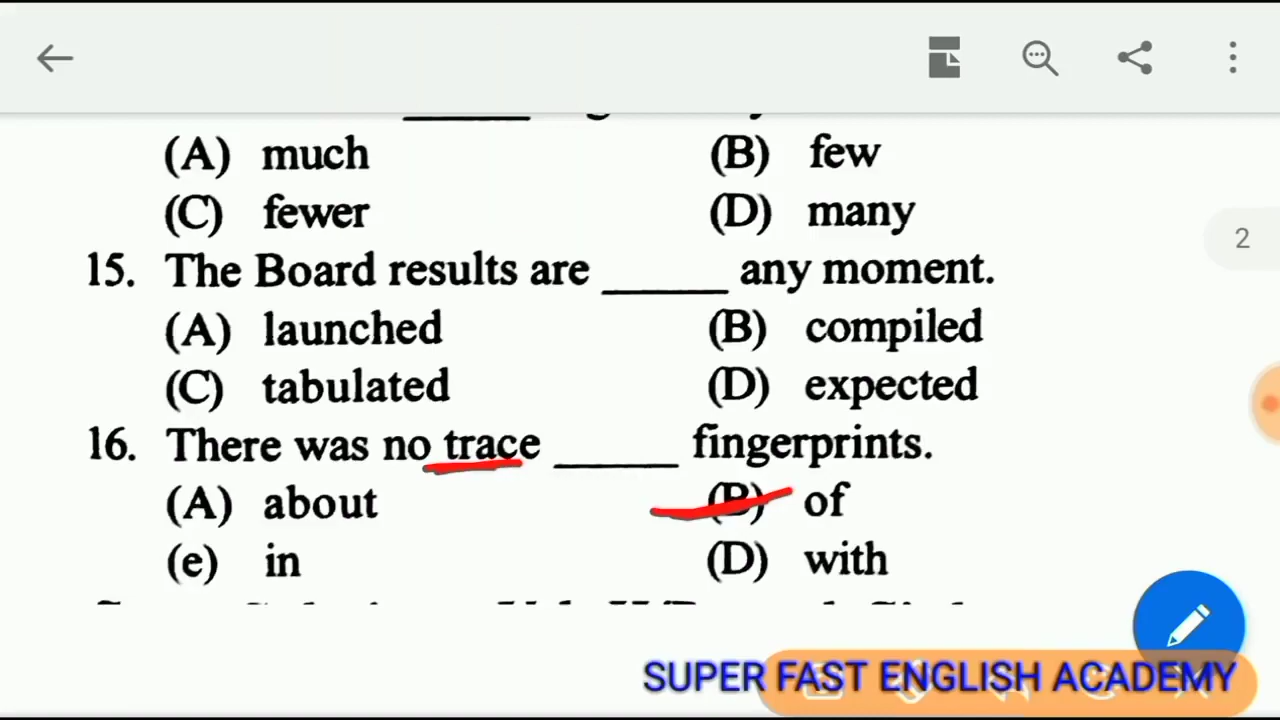 (A) much (B) few
(C) fewer (D) many
2
15. The Board results are ______ any moment.
(A) launched (B) compiled
(C) tabulated (D) expected
16. There was no trace ______ fingerprints.
(A) about (B) of
(e) in (D) with
SUPER FAST ENGLISH ACADEMY